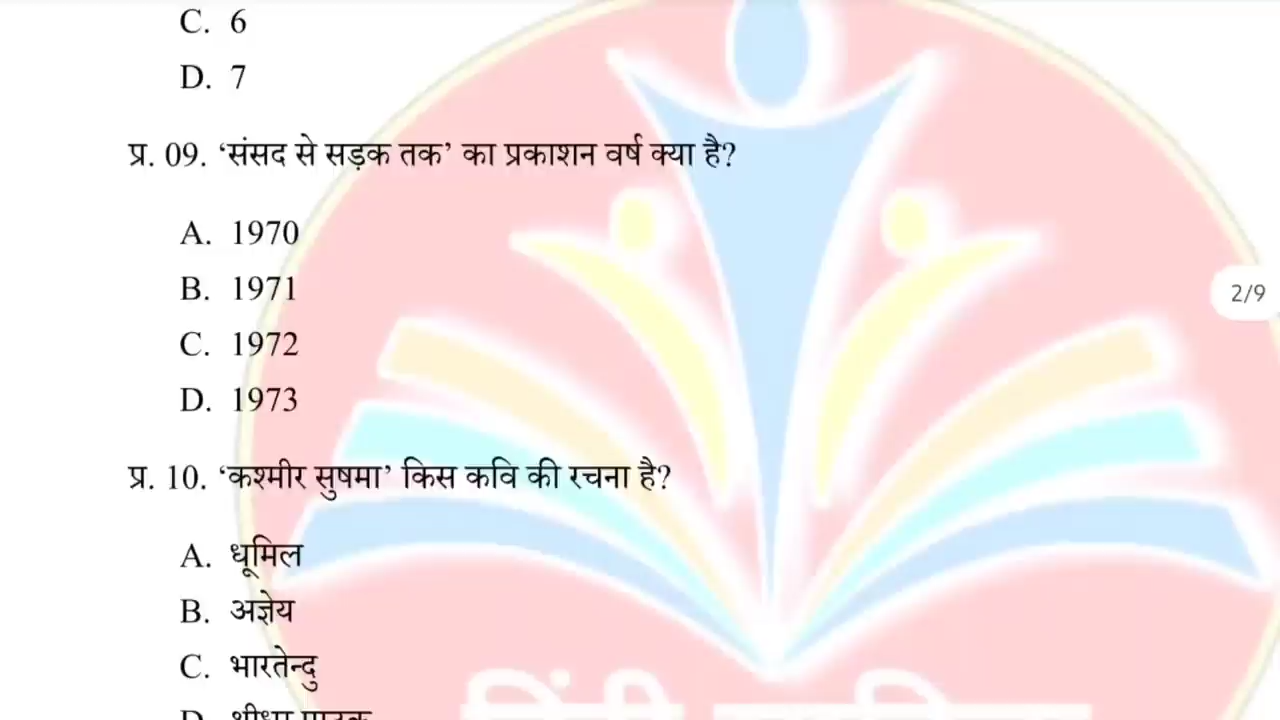 C. 6
D. 7
प्र. 09. ‘संसद से सड़क तक’ का प्रकाशन वर्ष क्या है?
A. 1970
B. 1971
2/9
C. 1972
D. 1973
प्र. 10. ‘कश्मीर सुषमा’ किस कवि की रचना है?
A. धूमिल
B. अज्ञेय
C. भारतेन्दु